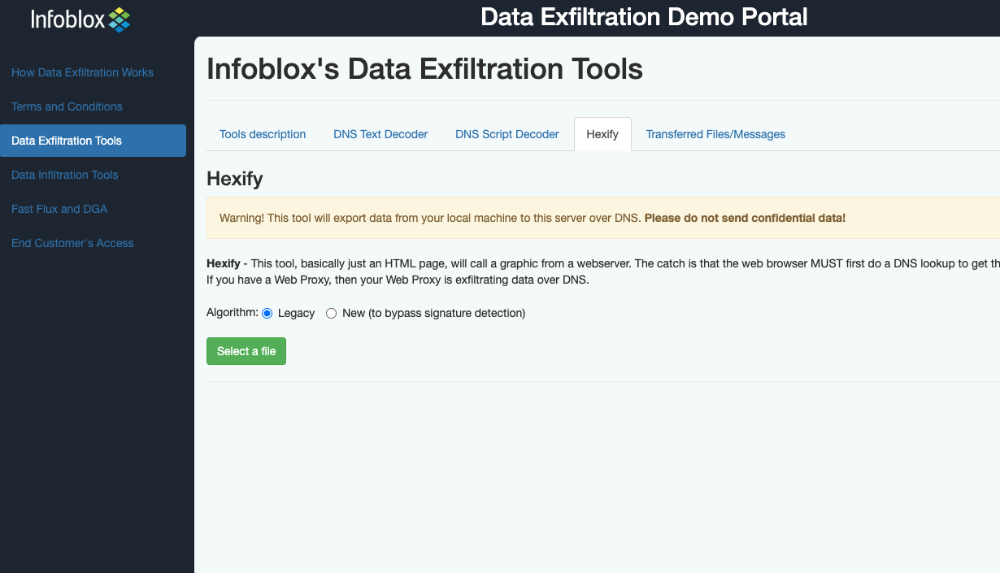 Infoblox
Data Exfiltration Demo Portal
How Data Exfiltration Works
Terms and Conditions
Data Exfiltration Tools
Data Infiltration Tools
Fast Flux and DGA
End Customer's Access
Infoblox's Data Exfiltration Tools
Tools description
DNS Text Decoder
DNS Script Decoder
Hexify
Transferred Files/Messages
Hexify
Warning! This tool will export data from your local machine to this server over DNS. Please do not send confidential data!
Hexify - This tool, basically just an HTML page, will call a graphic from a webserver. The catch is that the web browser MUST first do a DNS lookup to get
If you have a Web Proxy, then your Web Proxy is exfiltrating data over DNS.
Algorithm: Legacy New (to bypass signature detection)
Select a file